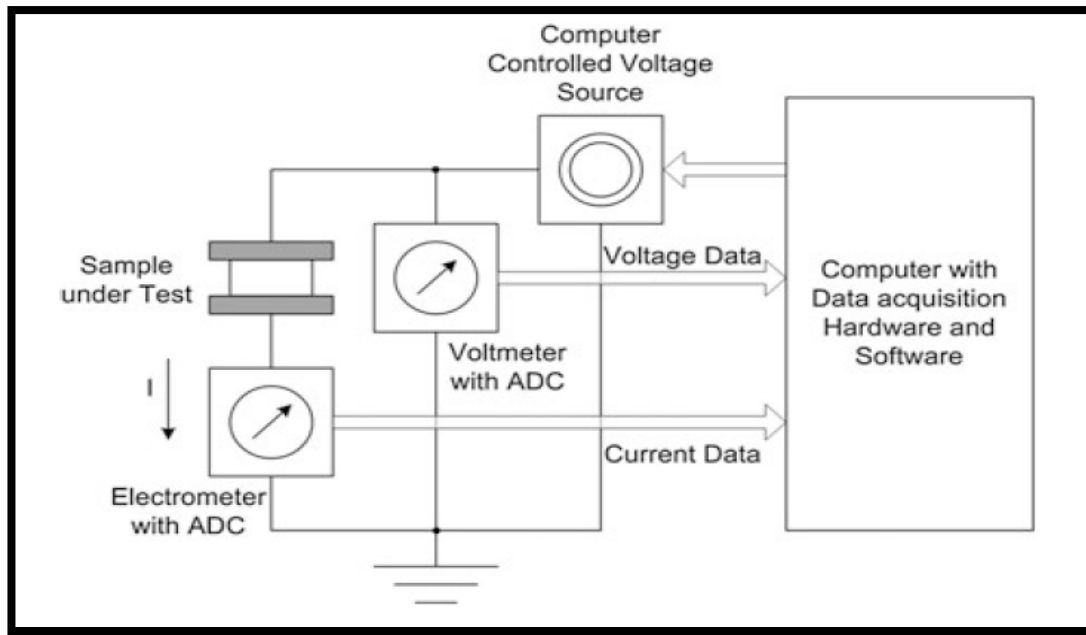 Computer
Controlled Voltage
Source
Sample
under Test
Voltage Data
Computer with
Data acquisition
Hardware and
Software
Voltmeter
with ADC
I
Current Data
Electrometer
with ADC